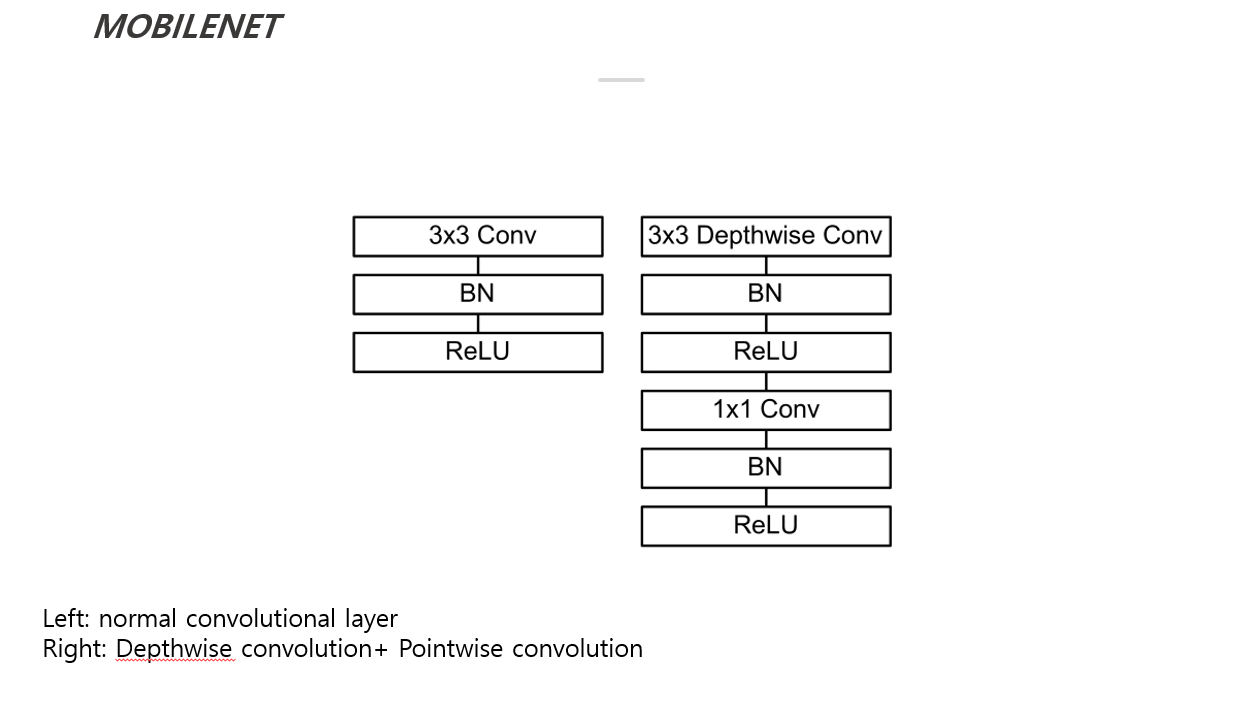 MOBILENET
3x3 Conv
BN
ReLU
3x3 Depthwise Conv
BN
ReLU
1x1 Conv
BN
ReLU
Left: normal convolutional layer
Right: Depthwise convolution+ Pointwise convolution